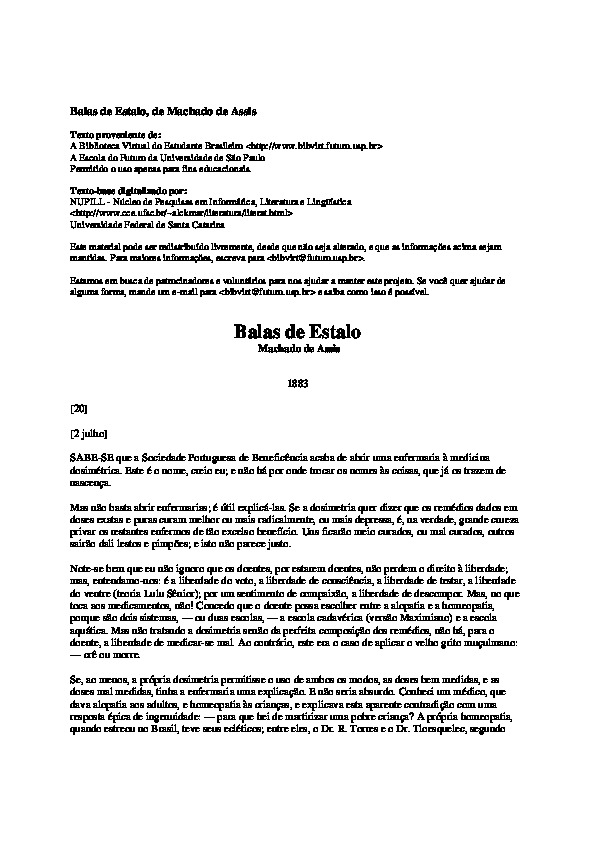 Balas de Estalo, de Machado de Assis
Texto proveniente de:
A Biblioteca Virtual do Estudante Brasileiro <http://www.bibvirt.futuro.usp.br>
A Escola do Futuro da Universidade de São Paulo
Permitido o uso apenas para fins educacionais.
Texto-base digitalizado por:
NUPILL - Núcleo de Pesquisas em Informática, Literatura e Lingüística
<http://www.cce.ufsc.br/~alckmar/literatura/literat.html>
Universidade Federal de Santa Catarina
Este material pode ser redistribuído livremente, desde que não seja alterado, e que as informações acima sejam
mantidas. Para maiores informações, escreva para <bibvirt@futuro.usp.br>.
Estamos em busca de patrocinadores e voluntários para nos ajudar a manter este projeto. Se você quer ajudar de
alguma forma, mande um e-mail para <bibvirt@futuro.usp.br> e saiba como isso é possível.
Balas de Estalo
Machado de Assis
1883
[20]
[2 julho]
SABE-SE que a Sociedade Portuguesa de Beneficência acaba de abrir uma enfermaria à medicina
dosimétrica. Este é o nome, creio eu; e não há por onde trocar os nomes às coisas, que já os trazem de
nascença.
Mas não basta abrir enfermarias; é útil explicá-las. Se a dosimetria quer dizer que os remédios dados em
doses exatas e puras curam melhor ou mais radicalmente, ou mais depressa, é, na verdade, grande crueza
privar os restantes enfermos de tão excelso benefício. Uns ficarão meio curados, ou mal curados, outros
sairão dali lestos e pimpões; e isto não parece justo.
Note-se bem que eu não ignoro que os doentes, por estarem doentes, não perdem o direito à liberdade;
mas, entendamo-nos: é a liberdade do voto, a liberdade de consciência, a liberdade de testar, a liberdade
do ventre (teoria Lulu Sênior); por um sentimento de compaixão, a liberdade de descompor. Mas, no que
toca aos medicamentos, não! Concedo que o doente possa escolher entre a alopatia e a homeopatia,
porque são dois sistemas, — ou duas escolas, — a escola cadavérica (versão Maximiano) e a escola
aquática. Mas não tratando a dosimetria senão da perfeita composição dos remédios, não há, para o
doente, a liberdade de medicar-se mal. Ao contrário, este era o caso de aplicar o velho grito muçulmano:
— crê ou morre.
Se, ao menos, a própria dosimetria permitisse o uso de ambos os modos, as doses bem medidas, e as
doses mal medidas, tinha a enfermaria uma explicação. E não seria absurdo. Conheci um médico, que
dava alopatia aos adultos, e homeopatia às crianças, e explicava esta aparente contradição com uma
resposta épica de ingenuidade: — para que hei de martirizar uma pobre criança? A própria homeopatia,
quando estreou no Brasil, teve seus ecléticos; entre eles, o Dr. R. Torres e o Dr. Tloesquelec, segundo